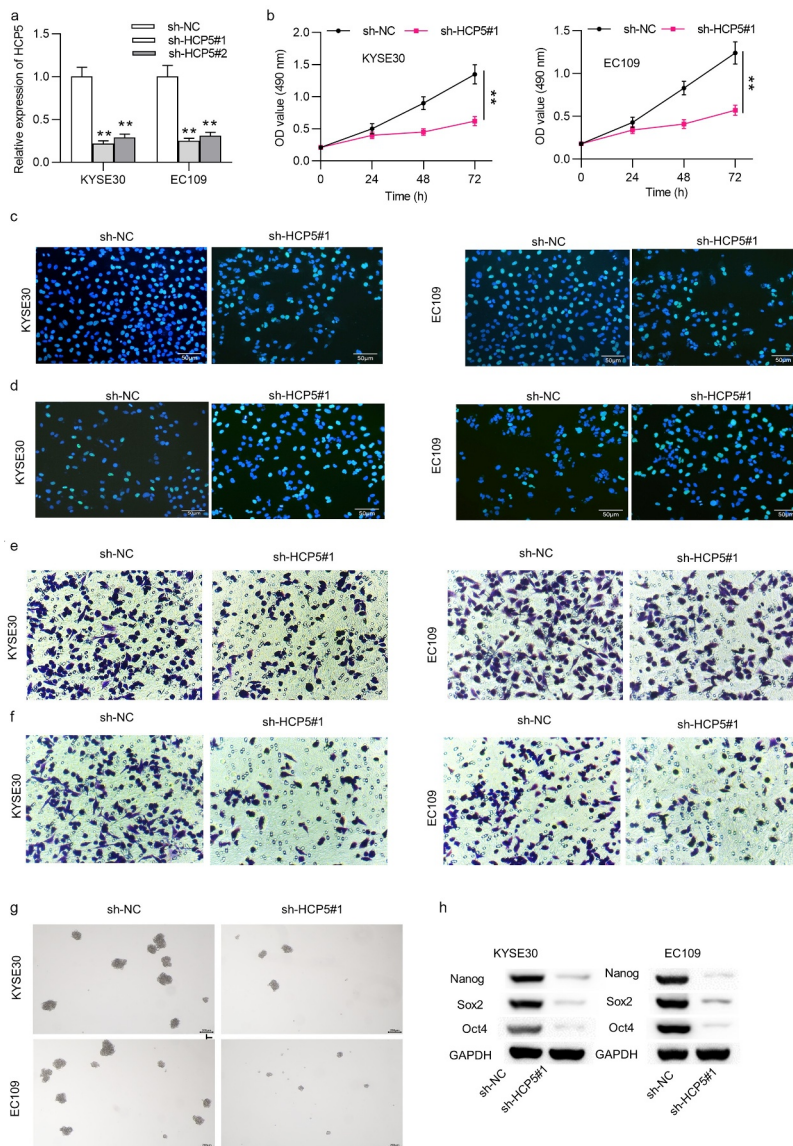 a
sh-NC
sh-HCP5#1
sh-HCP5#2
Relative expression of HCP5
1.5
1.0
0.5
0.0
** **
** **
KYSE30
EC109
b
sh-NC
sh-HCP5#1
KYSE30
OD value (490 nm)
2.0
1.5
1.0
0.5
0.0
0 24 48 72
Time (h)
**
sh-NC
sh-HCP5#1
EC109
OD value (490 nm)
1.5
1.0
0.5
0.0
0 24 48 72
Time (h)
**
c
sh-NC
sh-HCP5#1
KYSE30
50μm
50μm
sh-NC
sh-HCP5#1
EC109
50μm
50μm
d
sh-NC
sh-HCP5#1
KYSE30
50μm
50μm
sh-NC
sh-HCP5#1
EC109
50μm
50μm
e
sh-NC
sh-HCP5#1
KYSE30
sh-NC
sh-HCP5#1
EC109
f
sh-NC
sh-HCP5#1
KYSE30
sh-NC
sh-HCP5#1
EC109
g
sh-NC
sh-HCP5#1
KYSE30
EC109
h
KYSE30
Nanog
Sox2
Oct4
GAPDH
sh-NC
sh-HCP5#1
EC109
Nanog
Sox2
Oct4
GAPDH
sh-NC
sh-HCP5#1